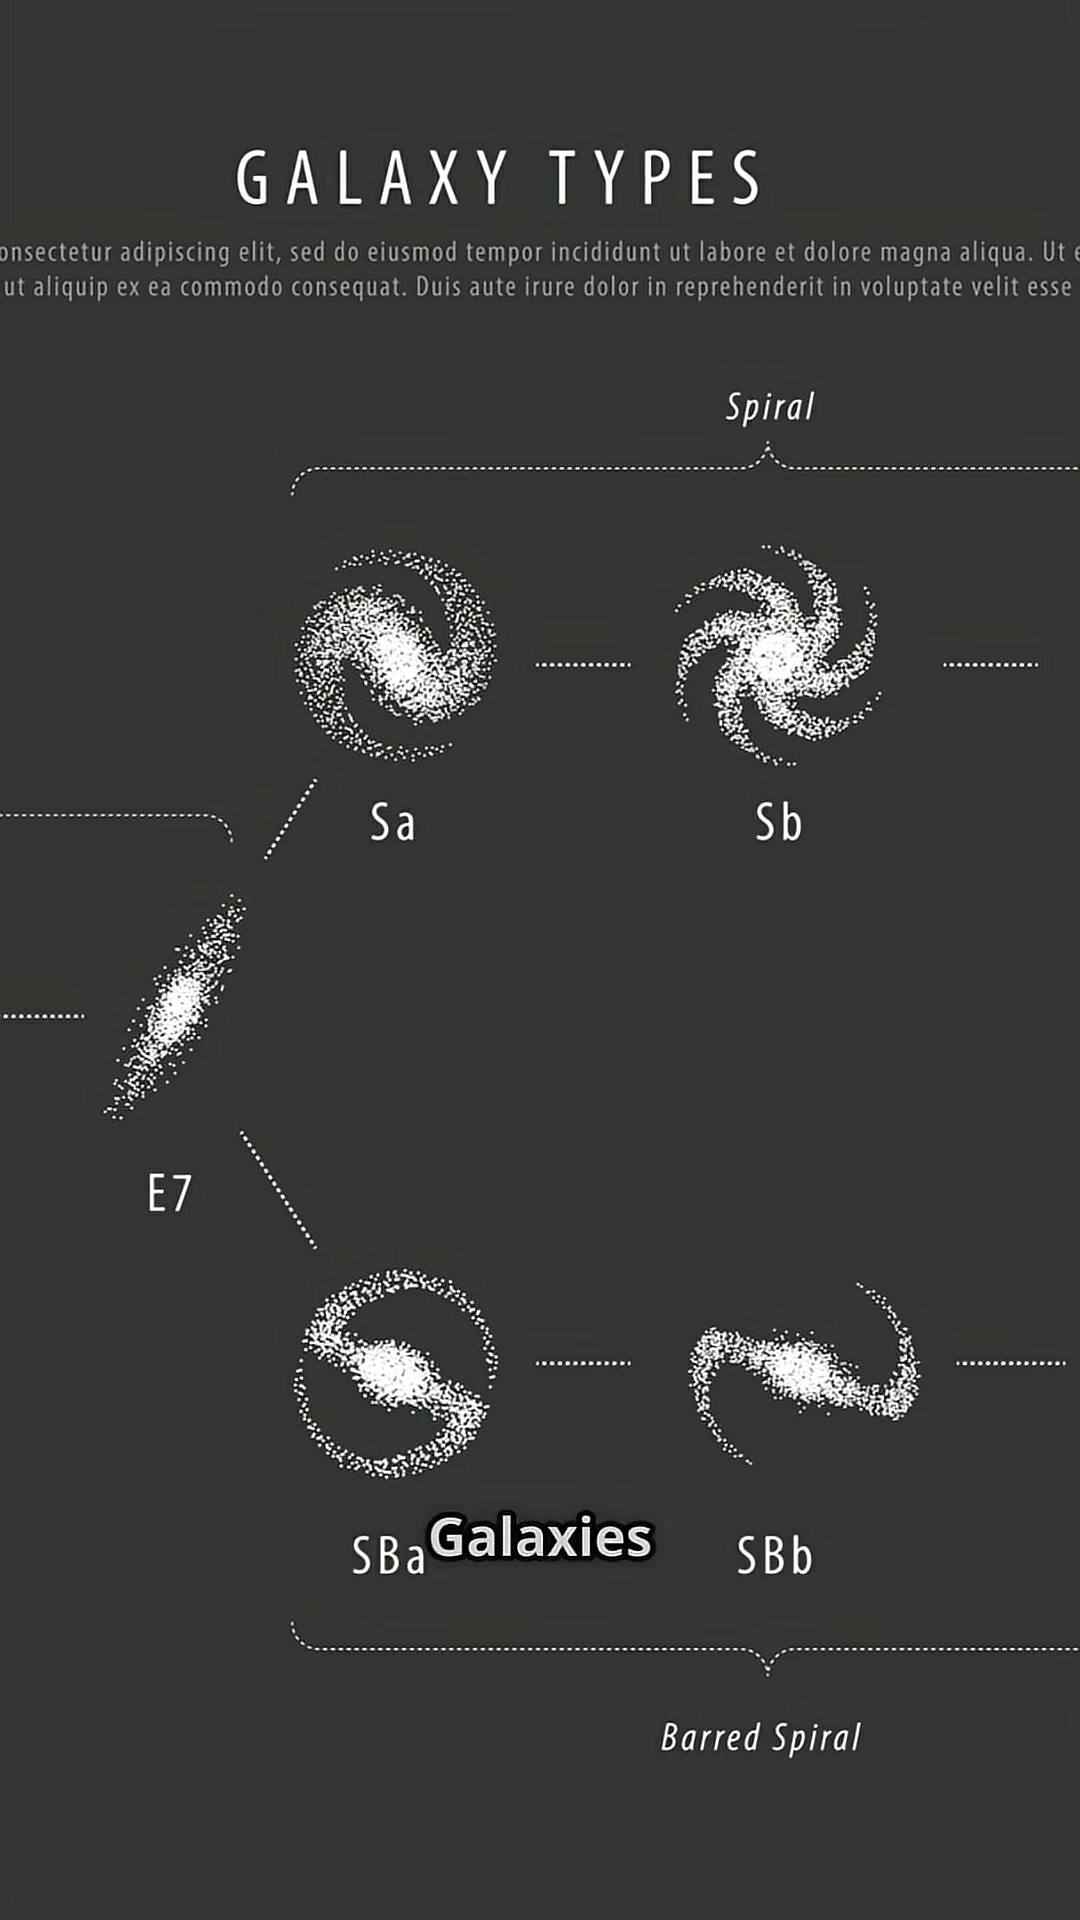 GALAXY TYPES
onsectetur adipiscing elit, sed do eiusmod tempor incididunt ut labore et dolore magna aliqua. Ut
ut aliquip ex ea commodo consequat. Duis aute irure dolor in reprehenderit in voluptate velit esse
Spiral
Sa
Sb
E7
SBa
Galaxies
SBb
Barred Spiral